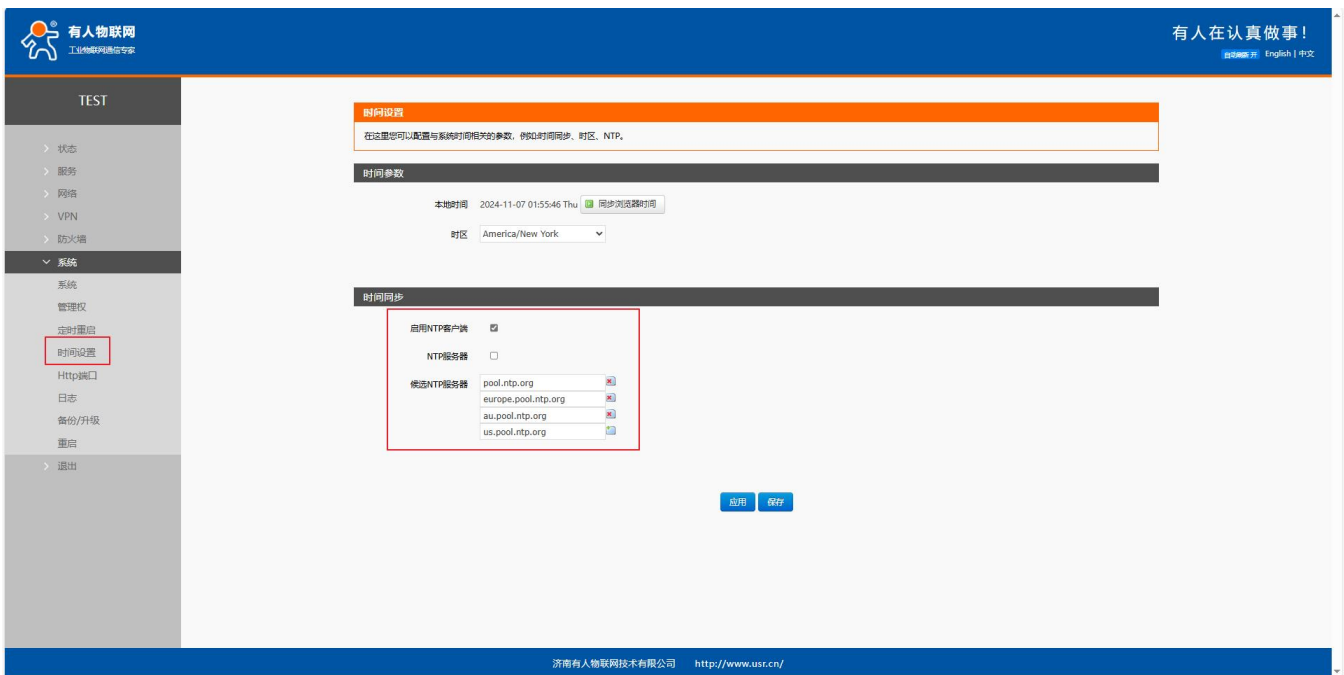 有人物联网
工业物联网通信专家
有人在认真做事!
自动刷新 开 English | 中文
TEST
状态
服务
网络
VPN
防火墙
系统
系统
管理权
定时重启
时间设置
Http端口
日志
备份/升级
重启
退出
时间设置
在这里您可以配置与系统时间相关的参数，例如:时间同步、时区、NTP。
时间参数
本地时间 2024-11-07 01:55:46 Thu 同步浏览器时间
时区 America/New York
时间同步
启用NTP客户端
NTP服务器
候选NTP服务器 pool.ntp.org
europe.pool.ntp.org
au.pool.ntp.org
us.pool.ntp.org
应用 保存
济南有人物联网技术有限公司 http://www.usr.cn/